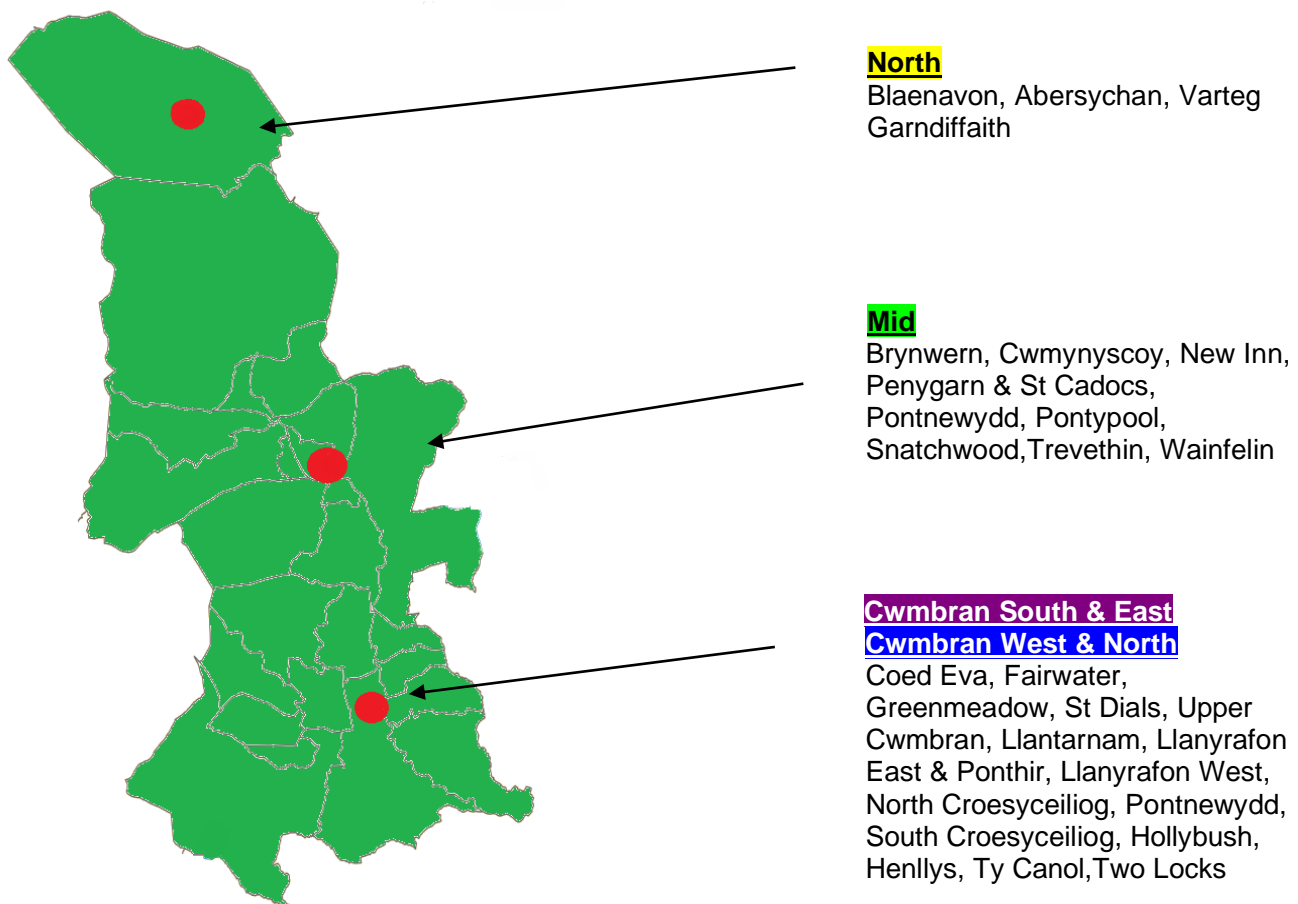 North
Blaenavon, Abersychan, Varteg
Garndiffaith
Mid
Brynwern, Cwmynyscoy, New Inn,
Penygarn & St Cadocs,
Pontnewydd, Pontypool,
Snatchwood,Trevethin, Wainfelin
Cwmbran South & East
Cwmbran West & North
Coed Eva, Fairwater,
Greenmeadow, St Dials, Upper
Cwmbran, Llantarnam, Llanyrafon
East & Ponthir, Llanyrafon West,
North Croesyceiliog, Pontnewydd,
South Croesyceiliog, Hollybush,
Henllys, Ty Canol,Two Locks